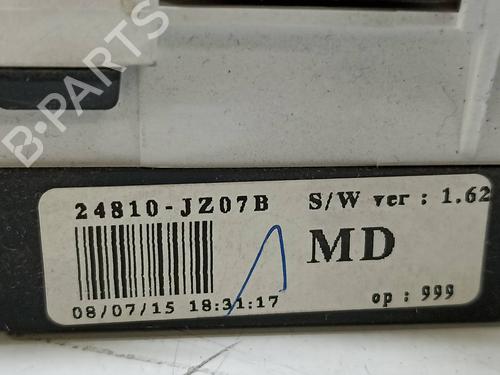 B-PARTS
24810-JZ07B S/W ver : 1.62
MD
08/07/15 18:31:17 op : 999